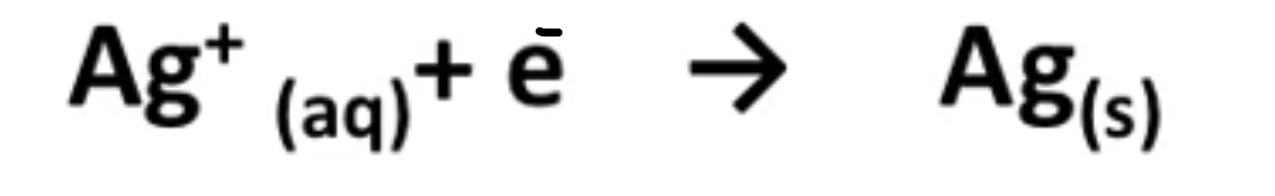 Ag⁺ ₍aq₎ + ē → Ag₍s₎